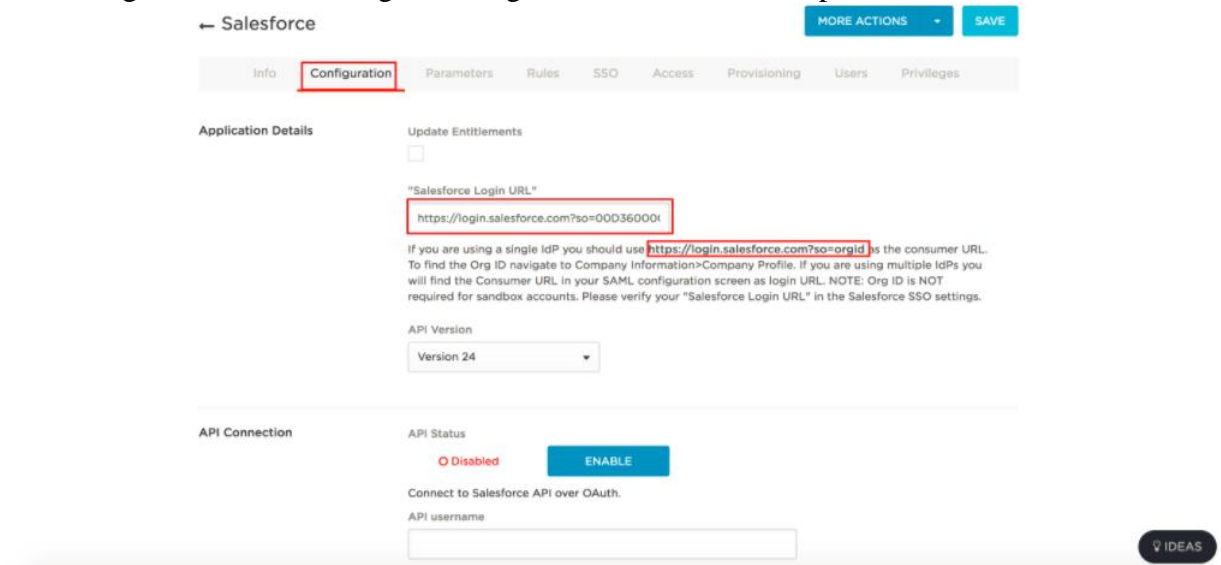 ← Salesforce
MORE ACTIONS
SAVE
Info Configuration Parameters Rules SSO Access Provisioning Users Privileges
Application Details
Update Entitlements
"Salesforce Login URL"
https://login.salesforce.com?so=00D36000
If you are using a single IdP you should use https://login.salesforce.com?so=orgid as the consumer URL.
To find the Org ID navigate to Company Information>Company Profile. If you are using multiple IdPs you
will find the Consumer URL in your SAML configuration screen as login URL. NOTE: Org ID is NOT
required for sandbox accounts. Please verify your "Salesforce Login URL" in the Salesforce SSO settings.
API Version
Version 24
API Connection
API Status
Disabled
ENABLE
Connect to Salesforce API over OAuth.
API username
IDEAS